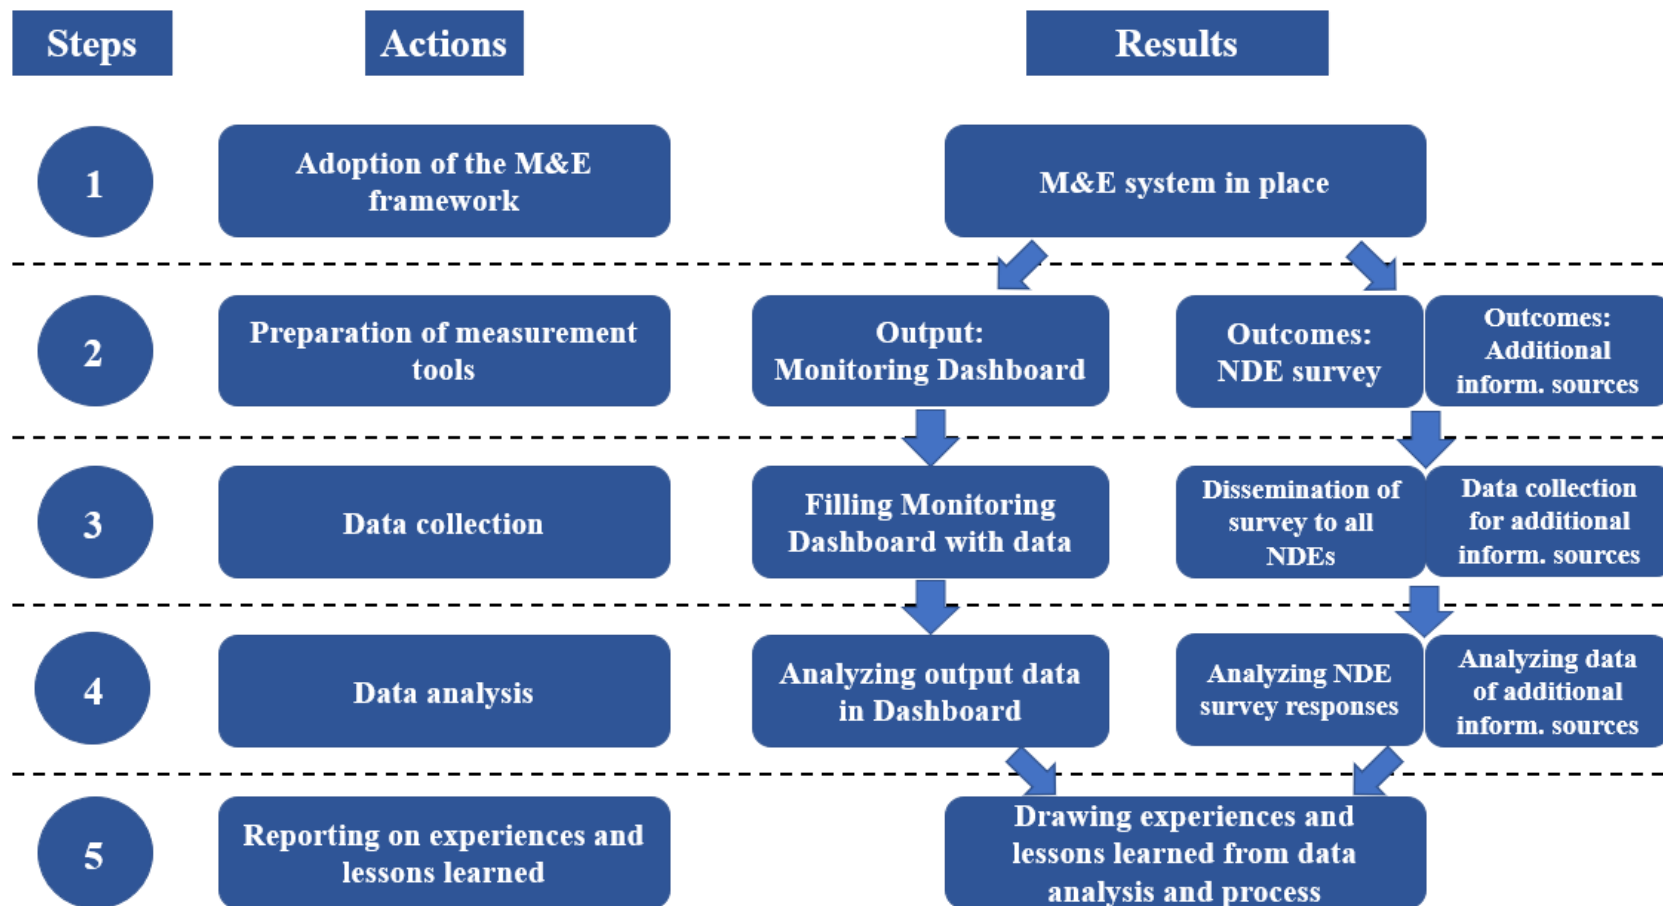 Steps
Actions
Results
1
Adoption of the M&E
framework
M&E system in place
2
Preparation of measurement
tools
Output:
Monitoring Dashboard
Outcomes:
NDE survey
Outcomes:
Additional
inform. sources
3
Data collection
Filling Monitoring
Dashboard with data
Dissemination of
survey to all
NDEs
Data collection
for additional
inform. sources
4
Data analysis
Analyzing output data
in Dashboard
Analyzing NDE
survey responses
Analyzing data
of additional
inform. sources
5
Reporting on experiences and
lessons learned
Drawing experiences and
lessons learned from data
analysis and process